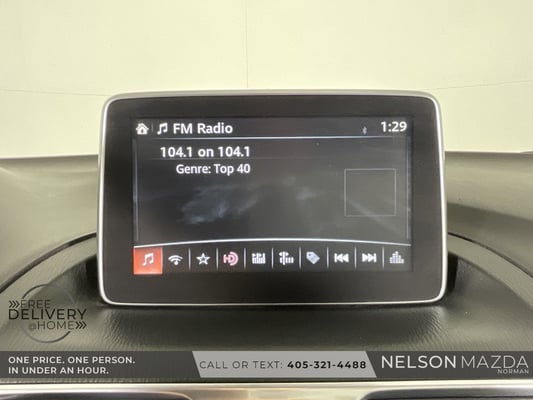 FM Radio
1:29
104.1 on 104.1
Genre: Top 40
FREE
DELIVERY
@HOME
ONE PRICE. ONE PERSON.
IN UNDER AN HOUR.
CALL OR TEXT: 405-321-4488
NELSON MAZDA
NORMAN